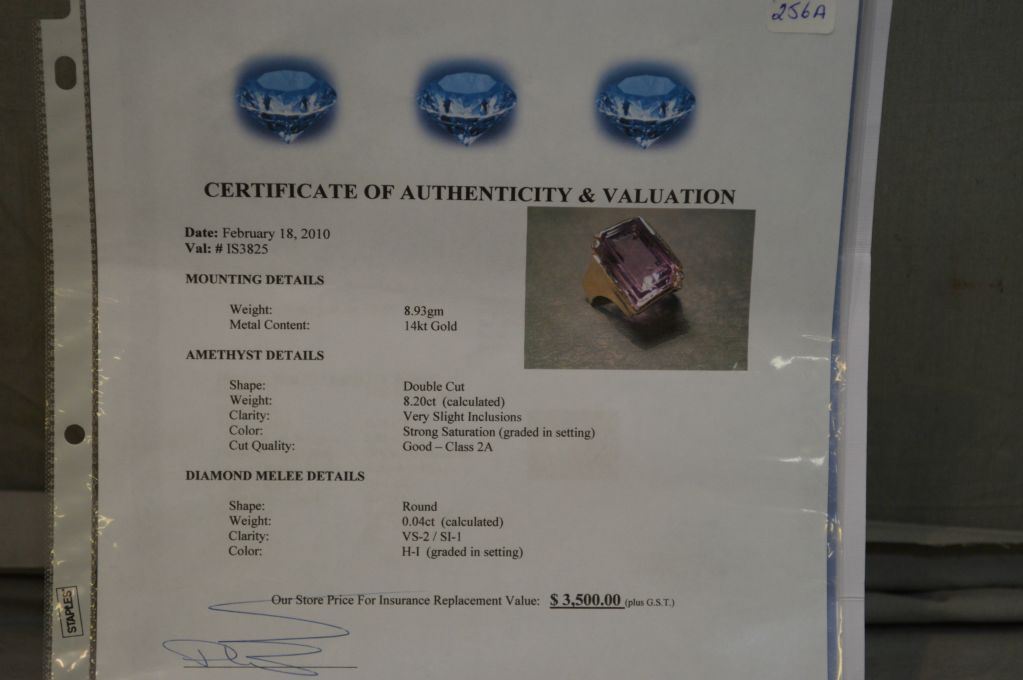 256A
CERTIFICATE OF AUTHENTICITY & VALUATION
Date: February 18, 2010
Val: # IS3825
MOUNTING DETAILS
Weight: 8.93gm
Metal Content: 14kt Gold
AMETHYST DETAILS
Shape: Double Cut
Weight: 8.20ct (calculated)
Clarity: Very Slight Inclusions
Color: Strong Saturation (graded in setting)
Cut Quality: Good – Class 2A
DIAMOND MELEE DETAILS
Shape: Round
Weight: 0.04ct (calculated)
Clarity: VS-2 / SI-1
Color: H-I (graded in setting)
Our Store Price For Insurance Replacement Value: $ 3,500.00 (plus G.S.T.)
STAPLES